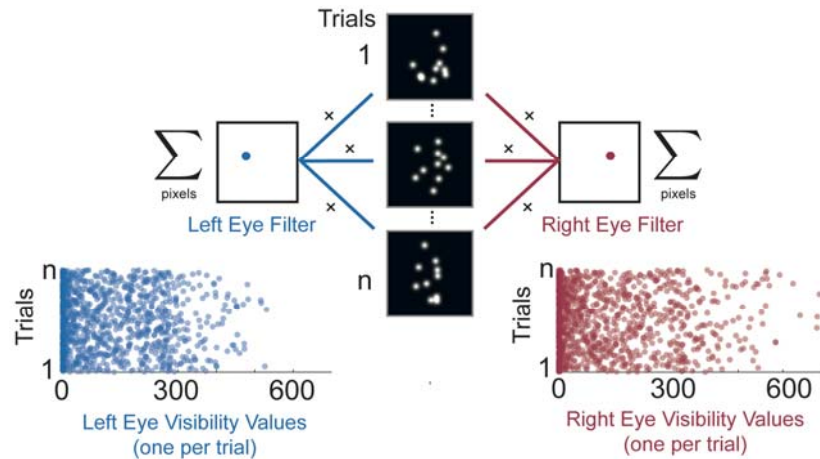 Trials
1
×
×
×
×
×
×
Σ
pixels
Σ
pixels
Left Eye Filter
Right Eye Filter
n
n
Trials
1
0
300
600
Left Eye Visibility Values
(one per trial)
n
Trials
1
0
300
600
Right Eye Visibility Values
(one per trial)